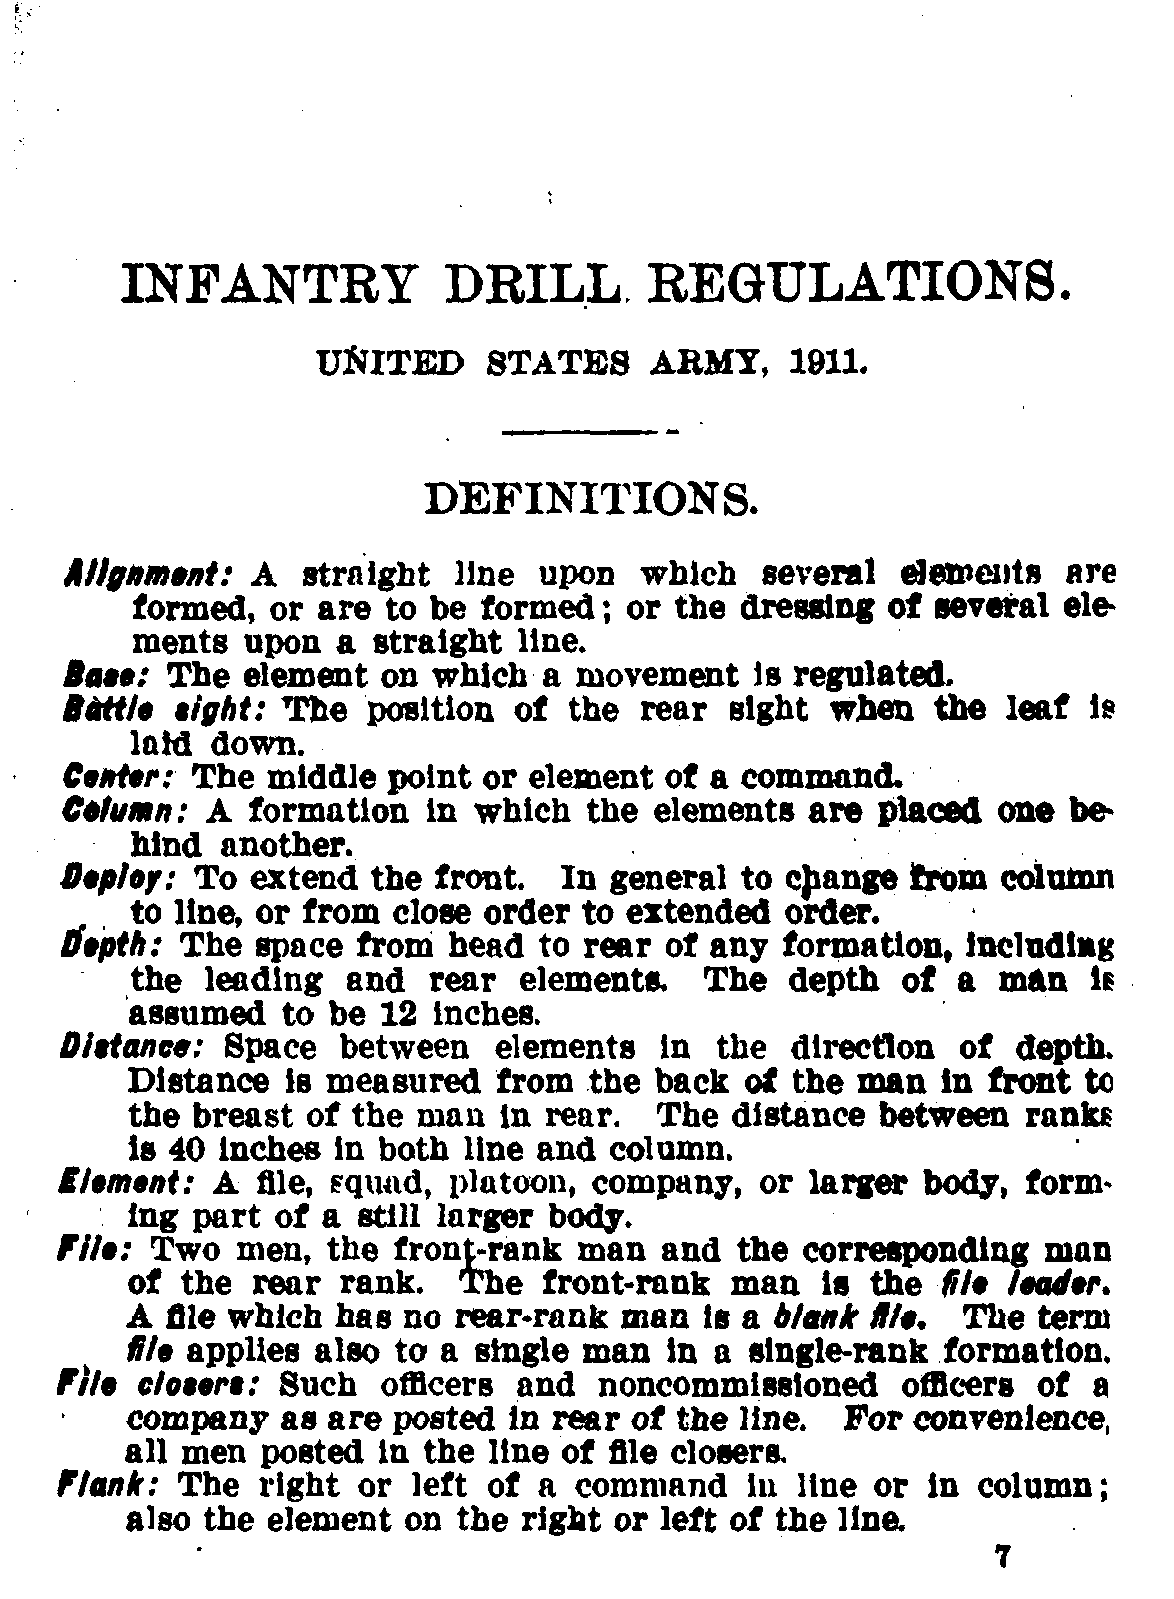 INFANTRY DRILL REGULATIONS.
UNITED STATES ARMY, 1911.
DEFINITIONS.
Alignment: A straight line upon which several elements are
formed, or are to be formed; or the dressing of several ele-
ments upon a straight line.
Base: The element on which a movement is regulated.
Battle sight: The position of the rear sight when the leaf is
laid down.
Center: The middle point or element of a command.
Column: A formation in which the elements are placed one be-
hind another.
Deploy: To extend the front. In general to change from column
to line, or from close order to extended order.
Depth: The space from head to rear of any formation, including
the leading and rear elements. The depth of a man is
assumed to be 12 inches.
Distance: Space between elements in the direction of depth.
Distance is measured from the back of the man in front to
the breast of the man in rear. The distance between ranks
is 40 inches in both line and column.
Element: A file, squad, platoon, company, or larger body, form-
ing part of a still larger body.
File: Two men, the front-rank man and the corresponding man
of the rear rank. The front-rank man is the file leader.
A file which has no rear-rank man is a blank file. The term
file applies also to a single man in a single-rank formation.
File closers: Such officers and noncommissioned officers of a
company as are posted in rear of the line. For convenience,
all men posted in the line of file closers.
Flank: The right or left of a command in line or in column;
also the element on the right or left of the line.
7